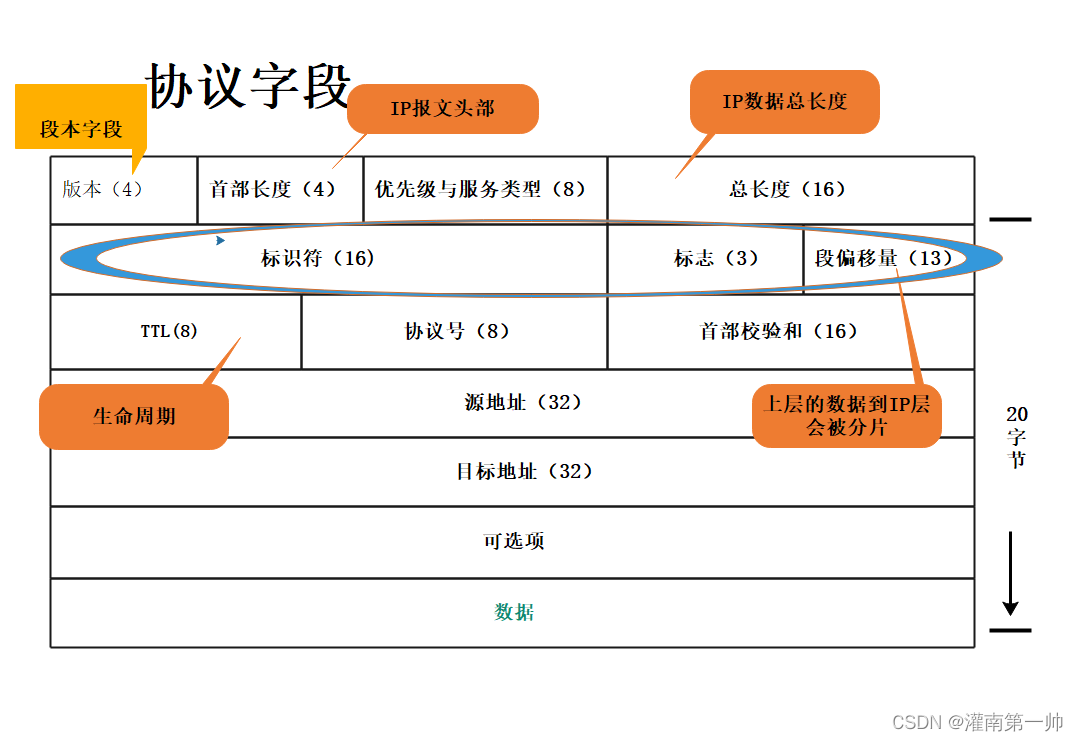 协议字段
段本字段
IP报文头部
IP数据总长度
版本（4）
首部长度（4）
优先级与服务类型（8）
总长度（16）
标识符（16）
标志（3）
段偏移量（13）
TTL(8)
协议号（8）
首部校验和（16）
生命周期
源地址（32）
上层的数据到IP层
会被分片
20
字
节
目标地址（32）
可选项
数据
CSDN @灌南第一帅